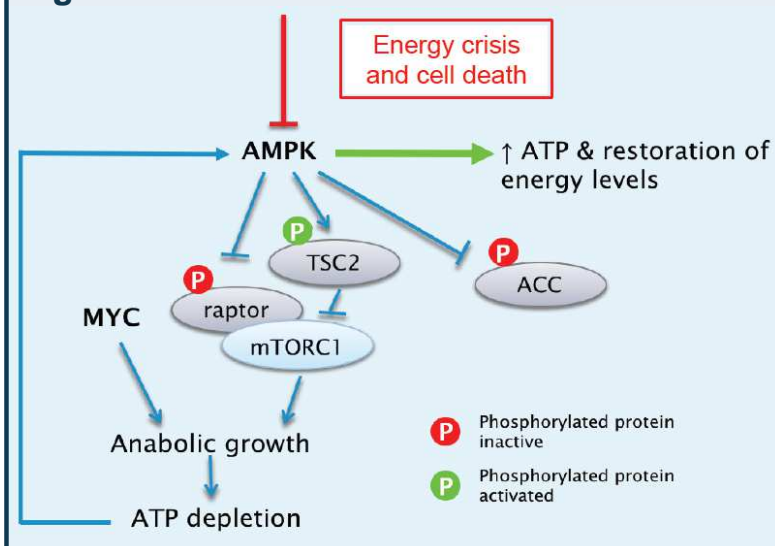 Energy crisis
and cell death
AMPK
↑ ATP & restoration of
energy levels
P
TSC2
P
ACC
P
raptor
MYC
mTORC1
Anabolic growth
ATP depletion
P Phosphorylated protein
inactive
P Phosphorylated protein
activated